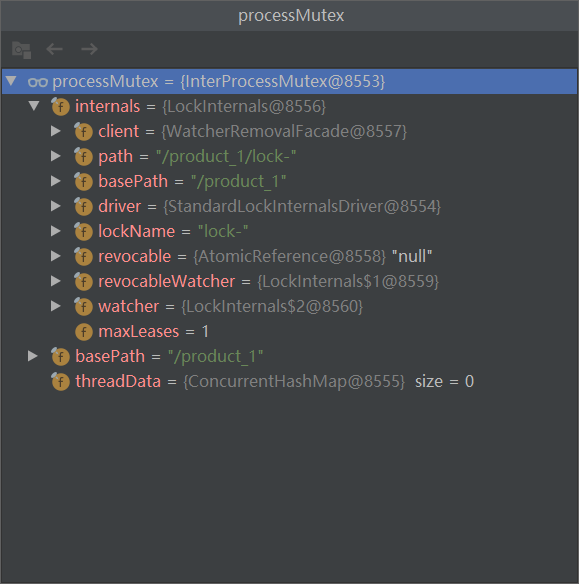 processMutex
processMutex = {InterProcessMutex@8553}
f internals = {LockInternals@8556}
f client = {WatcherRemovalFacade@8557}
f path = "/product_1/lock-"
f basePath = "/product_1"
f driver = {StandardLockInternalsDriver@8554}
f lockName = "lock-"
f revocable = {AtomicReference@8558} "null"
f revocableWatcher = {LockInternals$1@8559}
f watcher = {LockInternals$2@8560}
f maxLeases = 1
f basePath = "/product_1"
f threadData = {ConcurrentHashMap@8555} size = 0